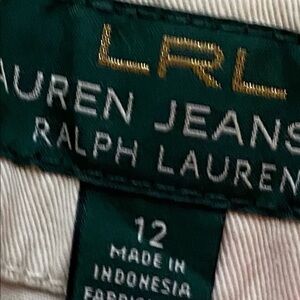 LRL
AUREN JEANS
RALPH LAUREN
12
MADE IN
INDONESIA